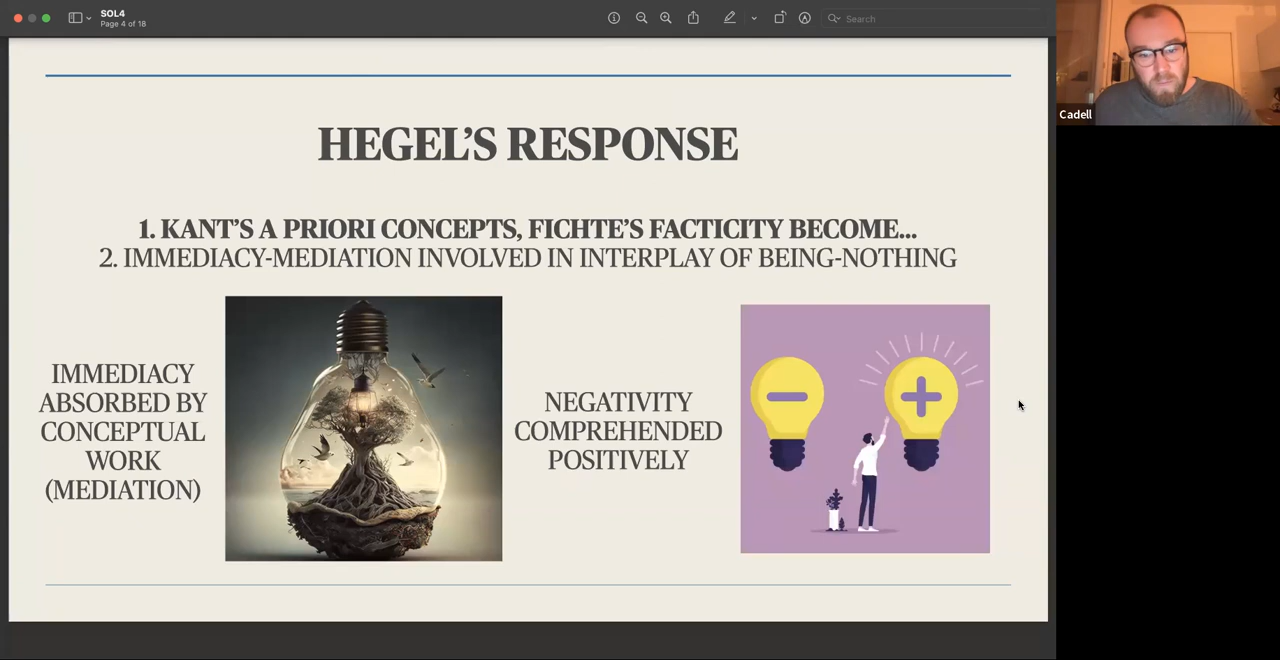 SOL4
Page 4 of 18
Search
Cadell
HEGEL'S RESPONSE
1. KANT'S A PRIORI CONCEPTS, FICHTE'S FACTICITY BECOME...
2. IMMEDIACY-MEDIATION INVOLVED IN INTERPLAY OF BEING-NOTHING
IMMEDIACY
ABSORBED BY
CONCEPTUAL
WORK
(MEDIATION)
NEGATIVITY
COMPREHENDED
POSITIVELY